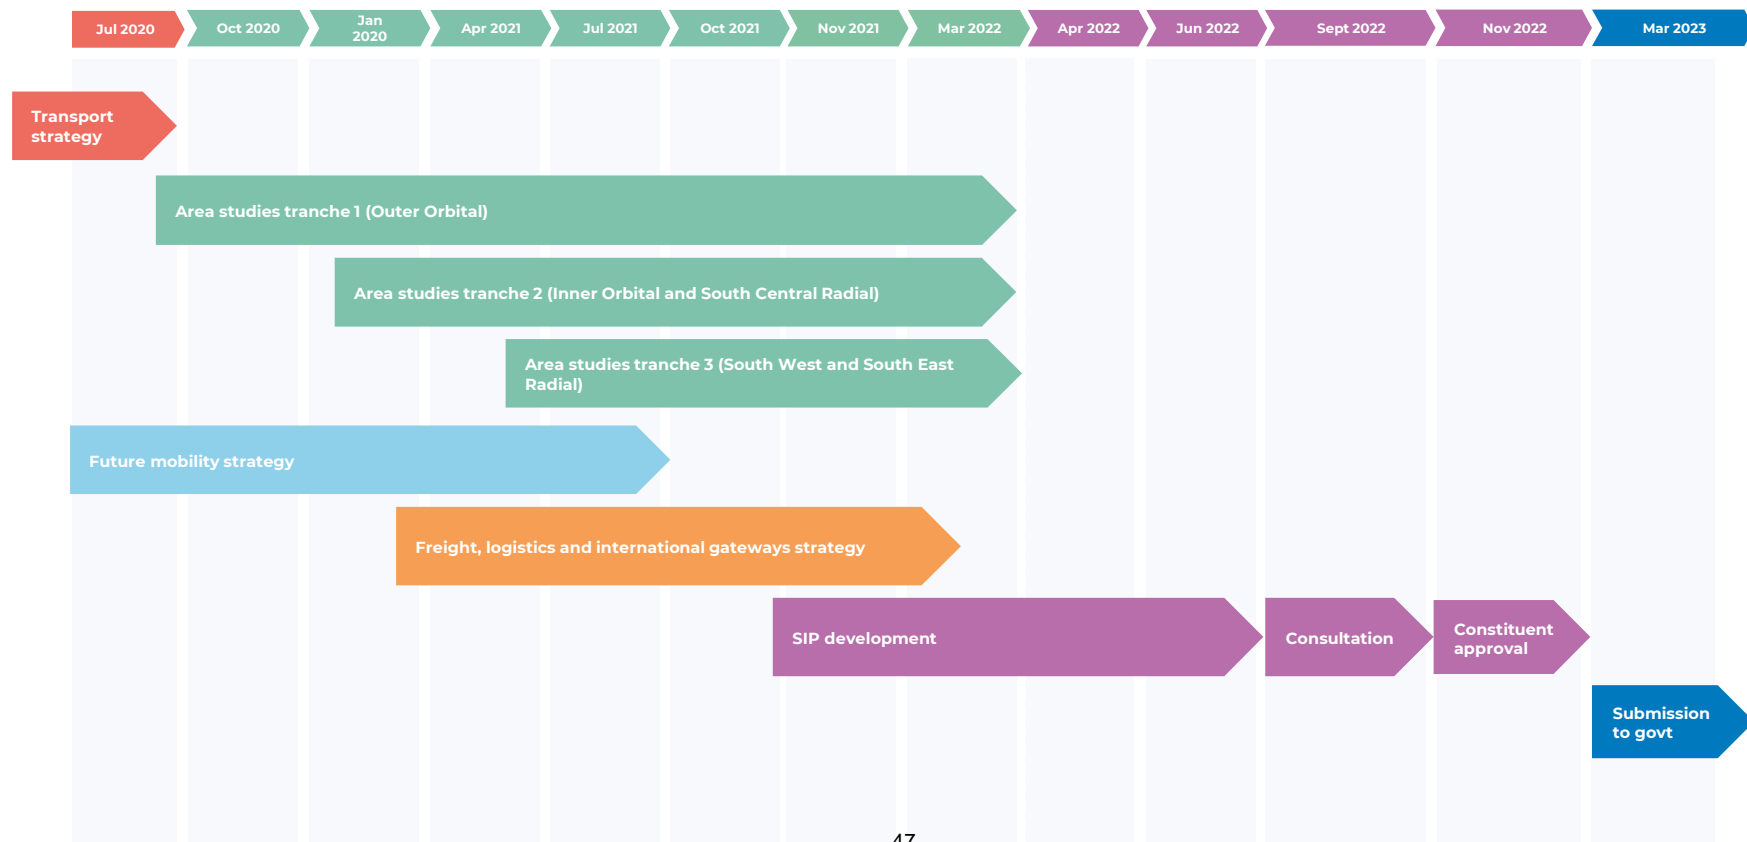 Jul 2020
Oct 2020
Jan
2020
Apr 2021
Jul 2021
Oct 2021
Nov 2021
Mar 2022
Apr 2022
Jun 2022
Sept 2022
Nov 2022
Mar 2023
Transport
strategy
Area studies tranche 1 (Outer Orbital)
Area studies tranche 2 (Inner Orbital and South Central Radial)
Area studies tranche 3 (South West and South East
Radial)
Future mobility strategy
Freight, logistics and international gateways strategy
SIP development
Consultation
Constituent
approval
Submission
to govt
47